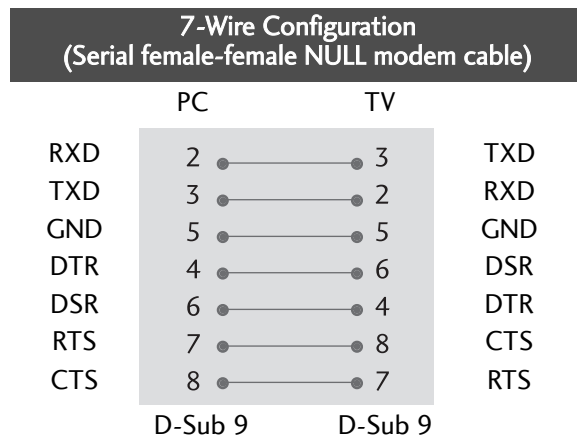 7-Wire Configuration
(Serial female-female NULL modem cable)
PC TV
RXD 2 3 TXD
TXD 3 2 RXD
GND 5 5 GND
DTR 4 6 DSR
DSR 6 4 DTR
RTS 7 8 CTS
CTS 8 7 RTS
D-Sub 9 D-Sub 9